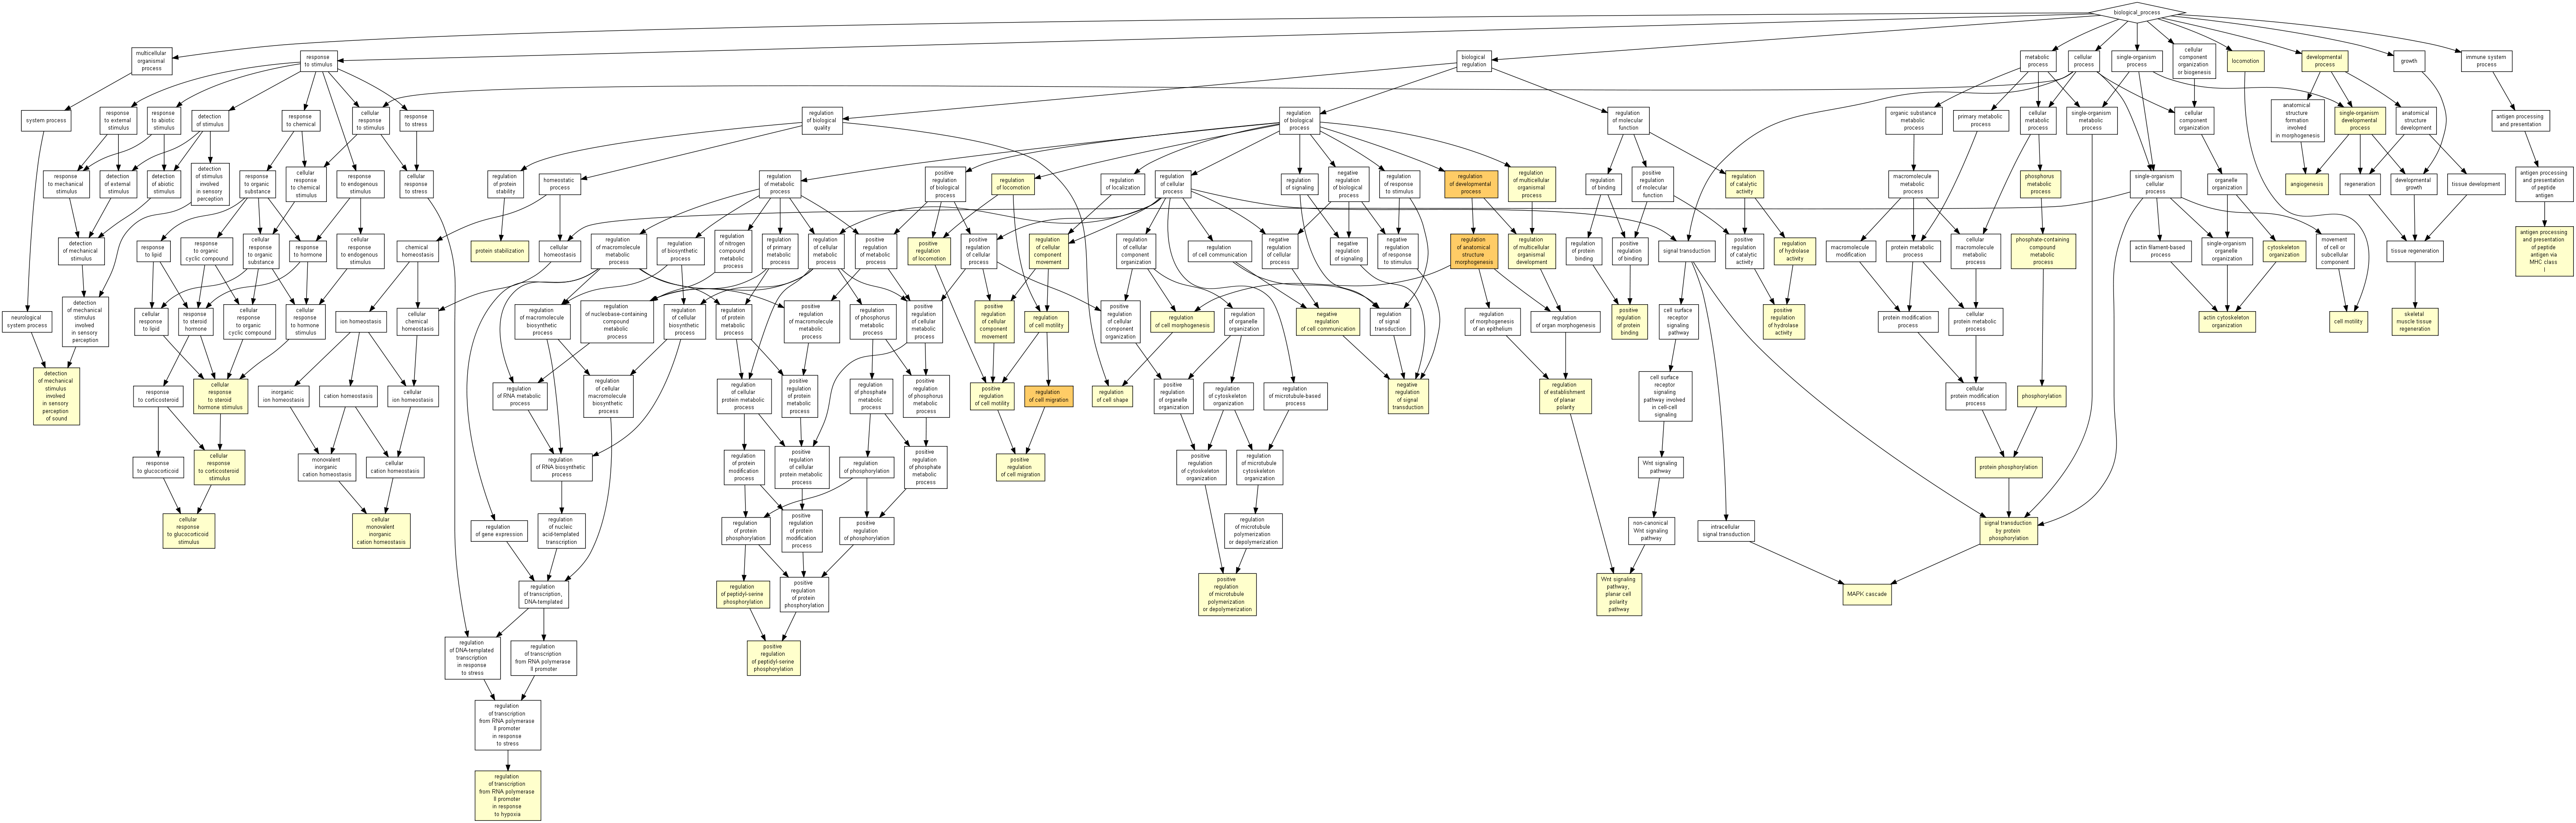 biological_process
multicellular
organismal
process
response
to stimulus
biological
regulation
metabolic
process
cellular
process
single-organism
process
cellular
component
organization
or biogenesis
locomotion
developmental
process
growth
immune system
process
system process
response
to external
stimulus
response
to abiotic
stimulus
detection
of stimulus
response
to chemical
cellular
response
to stimulus
response
to stress
regulation
of biological
quality
regulation
of biological
process
regulation
of molecular
function
organic substance
metabolic
process
primary metabolic
process
cellular
metabolic
process
single-organism
metabolic
process
cellular
component
organization
anatomical
structure
formation
involved
in morphogenesis
single-organism
developmental
process
anatomical
structure
development
antigen processing
and presentation
response
to mechanical
stimulus
detection
of external
stimulus
detection
of abiotic
stimulus
detection
of stimulus
involved
in sensory
perception
response
to organic
substance
cellular
response
to chemical
stimulus
response
to endogenous
stimulus
cellular
response
to stress
regulation
of protein
stability
homeostatic
process
regulation
of metabolic
process
positive
regulation
of biological
process
regulation
of locomotion
regulation
of localization
regulation
of cellular
process
regulation
of signaling
negative
regulation
of biological
process
regulation
of response
to stimulus
regulation
of developmental
process
regulation
of multicellular
organismal
process
regulation
of binding
positive
regulation
of molecular
function
regulation
of catalytic
activity
macromolecule
metabolic
process
phosphorus
metabolic
process
single-organism
cellular
process
organelle
organization
angiogenesis
regeneration
developmental
growth
tissue development
antigen processing
and presentation
of peptide
antigen
detection
of mechanical
stimulus
response
to lipid
response
to organic
cyclic compound
cellular
response
to organic
substance
response
to hormone
cellular
response
to endogenous
stimulus
chemical
homeostasis
protein stabilization
cellular
homeostasis
regulation
of macromolecule
metabolic
process
regulation
of biosynthetic
process
regulation
of nitrogen
compound
metabolic
process
regulation
of primary
metabolic
process
regulation
of cellular
metabolic
process
positive
regulation
of metabolic
process
positive
regulation
of locomotion
positive
regulation
of cellular
process
regulation
of cellular
component
movement
regulation
of cellular
component
organization
regulation
of cell communication
negative
regulation
of cellular
process
negative
regulation
of signaling
negative
regulation
of response
to stimulus
regulation
of anatomical
structure
morphogenesis
regulation
of multicellular
organismal
development
regulation
of protein
binding
positive
regulation
of binding
signal transduction
positive
regulation
of catalytic
activity
regulation
of hydrolase
activity
macromolecule
modification
protein metabolic
process
cellular
macromolecule
metabolic
process
phosphate-containing
compound
metabolic
process
actin filament-based
process
single-organism
organelle
organization
cytoskeleton
organization
movement
of cell or
subcellular
component
tissue regeneration
antigen processing
and presentation
of peptide
antigen via
MHC class
I
neurological
system process
detection
of mechanical
stimulus
involved
in sensory
perception
cellular
response
to lipid
response
to steroid
hormone
cellular
response
to organic
cyclic compound
cellular
response
to hormone
stimulus
ion homeostasis
cellular
chemical
homeostasis
regulation
of macromolecule
biosynthetic
process
regulation
of nucleobase-containing
compound
metabolic
process
regulation
of cellular
biosynthetic
process
regulation
of protein
metabolic
process
positive
regulation
of macromolecule
metabolic
process
regulation
of phosphorus
metabolic
process
positive
regulation
of cellular
metabolic
process
positive
regulation
of cellular
component
movement
regulation
of cell motility
positive
regulation
of cellular
component
organization
regulation
of cell morphogenesis
regulation
of organelle
organization
negative
regulation
of cell communication
regulation
of signal
transduction
regulation
of morphogenesis
of an epithelium
regulation
of organ morphogenesis
positive
regulation
of protein
binding
cell surface
receptor
signaling
pathway
positive
regulation
of hydrolase
activity
protein modification
process
cellular
protein metabolic
process
actin cytoskeleton
organization
cell motility
skeletal
muscle tissue
regeneration
detection
of mechanical
stimulus
involved
in sensory
perception
of sound
response
to corticosteroid
cellular
response
to steroid
hormone stimulus
inorganic
ion homeostasis
cation homeostasis
cellular
ion homeostasis
regulation
of RNA metabolic
process
regulation
of cellular
macromolecule
biosynthetic
process
regulation
of cellular
protein metabolic
process
positive
regulation
of protein
metabolic
process
regulation
of phosphate
metabolic
process
positive
regulation
of phosphorus
metabolic
process
positive
regulation
of cell motility
regulation
of cell migration
regulation
of cell shape
positive
regulation
of organelle
organization
regulation
of cytoskeleton
organization
regulation
of microtubule-based
process
negative
regulation
of signal
transduction
regulation
of establishment
of planar
polarity
cell surface
receptor
signaling
pathway involved
in cell-cell
signaling
cellular
protein modification
process
phosphorylation
response
to glucocorticoid
cellular
response
to corticosteroid
stimulus
monovalent
inorganic
cation homeostasis
cellular
cation homeostasis
regulation
of RNA biosynthetic
process
regulation
of protein
modification
process
positive
regulation
of cellular
protein metabolic
process
regulation
of phosphorylation
positive
regulation
of phosphate
metabolic
process
positive
regulation
of cell migration
positive
regulation
of cytoskeleton
organization
regulation
of microtubule
cytoskeleton
organization
Wnt signaling
pathway
protein phosphorylation
cellular
response
to glucocorticoid
stimulus
cellular
monovalent
inorganic
cation homeostasis
regulation
of gene expression
regulation
of nucleic
acid-templated
transcription
regulation
of protein
phosphorylation
positive
regulation
of protein
modification
process
positive
regulation
of phosphorylation
regulation
of microtubule
polymerization
or depolymerization
non-canonical
Wnt signaling
pathway
intracellular
signal transduction
signal transduction
by protein
phosphorylation
regulation
of transcription,
DNA-templated
regulation
of peptidyl-serine
phosphorylation
positive
regulation
of protein
phosphorylation
positive
regulation
of microtubule
polymerization
or depolymerization
Wnt signaling
pathway,
planar cell
polarity
pathway
MAPK cascade
regulation
of DNA-templated
transcription
in response
to stress
regulation
of transcription
from RNA polymerase
II promoter
positive
regulation
of peptidyl-serine
phosphorylation
regulation
of transcription
from RNA polymerase
II promoter
in response
to stress
regulation
of transcription
from RNA polymerase
II promoter
in response
to hypoxia